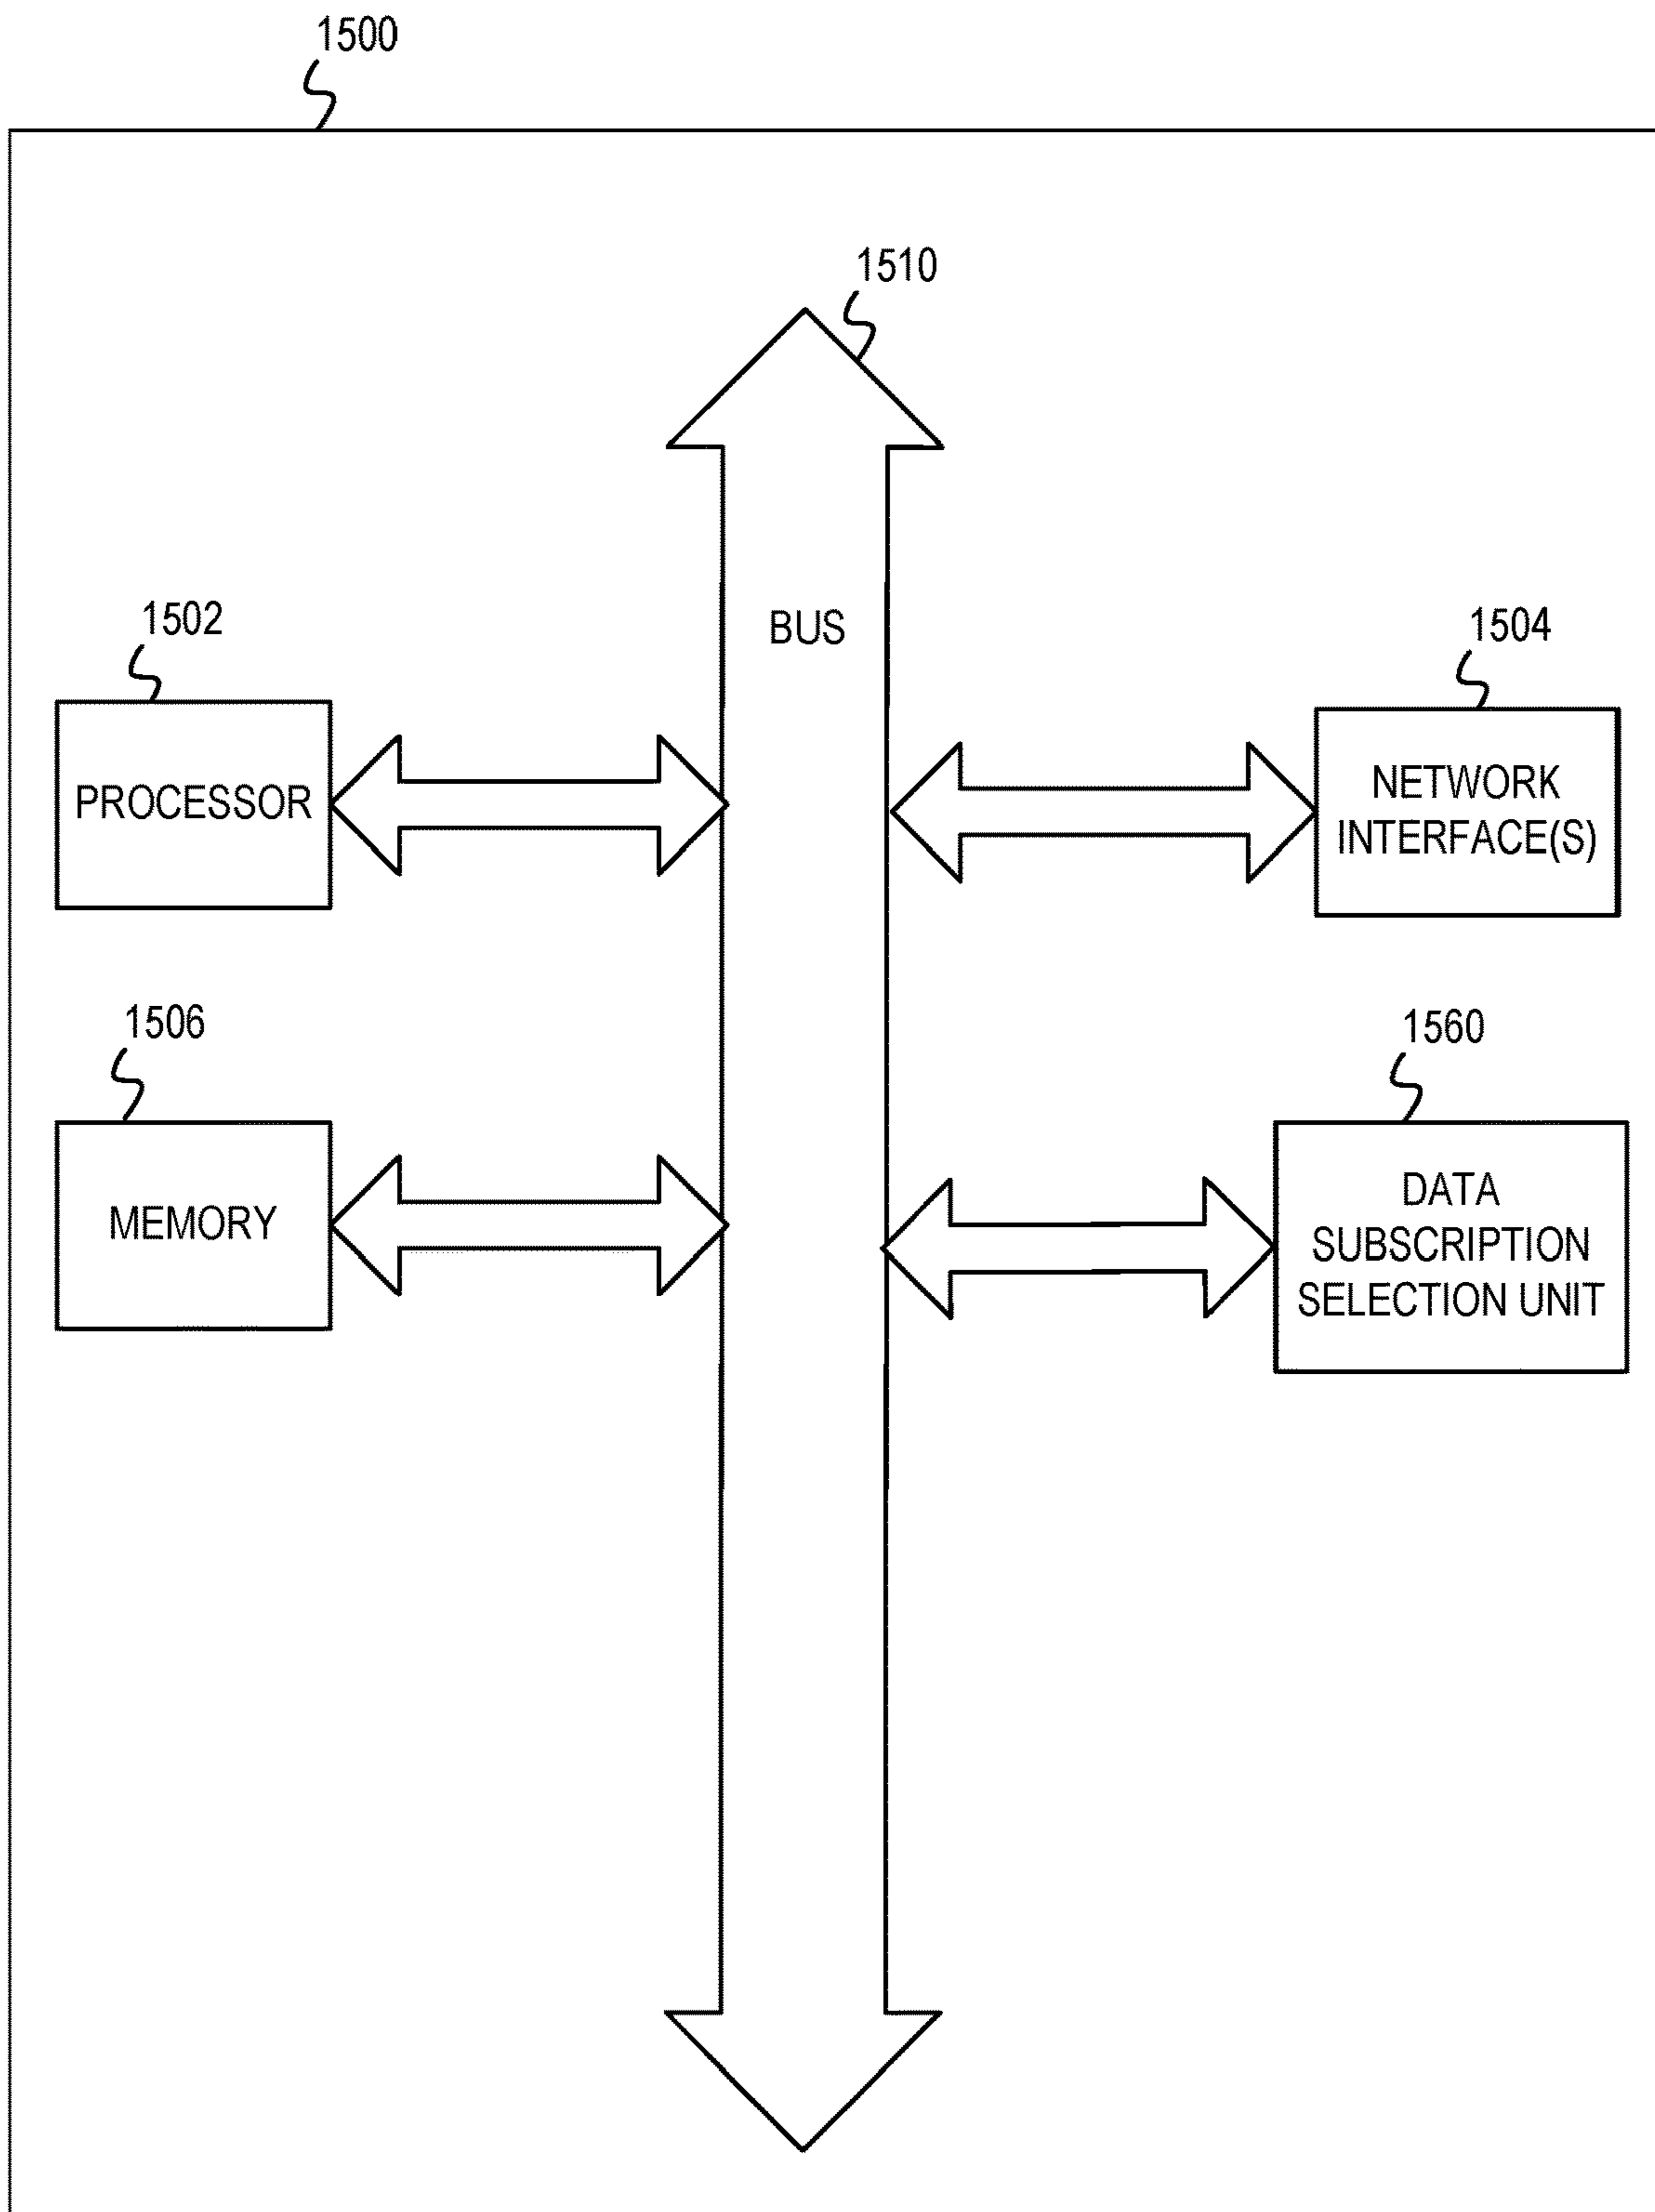 1500
1510
BUS
1502
PROCESSOR
1504
NETWORK
INTERFACE(S)
1506
MEMORY
1560
DATA
SUBSCRIPTION
SELECTION UNIT